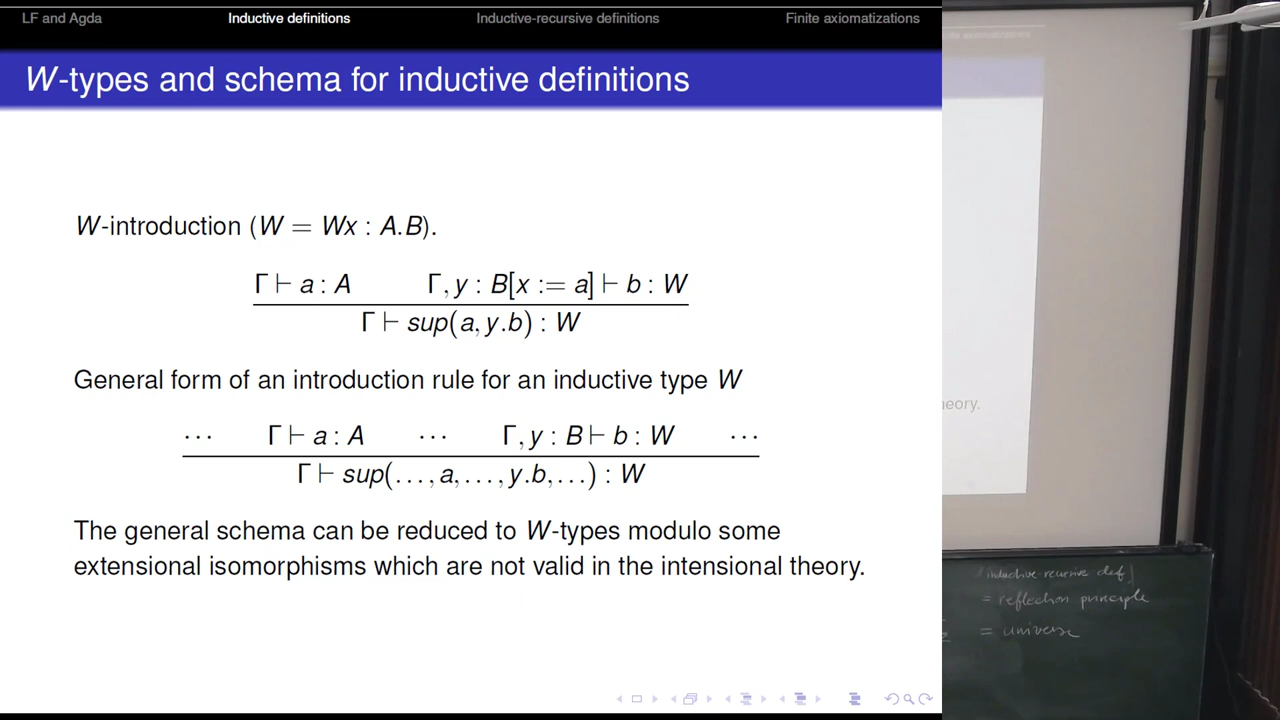 LF and Agda Inductive definitions Inductive-recursive definitions Finite axiomatizations
W-types and schema for inductive definitions
W-introduction (W = Wx : A.B).
Γ ⊢ a : A Γ, y : B[x := a] ⊢ b : W
Γ ⊢ sup(a, y.b) : W
General form of an introduction rule for an inductive type W
⋯ Γ ⊢ a : A ⋯ Γ, y : B ⊢ b : W ⋯
Γ ⊢ sup(..., a, ..., y.b, ...) : W
The general schema can be reduced to W-types modulo some
extensional isomorphisms which are not valid in the intensional theory.
eory.
inductive-recursive def
= reflection principle
= universe